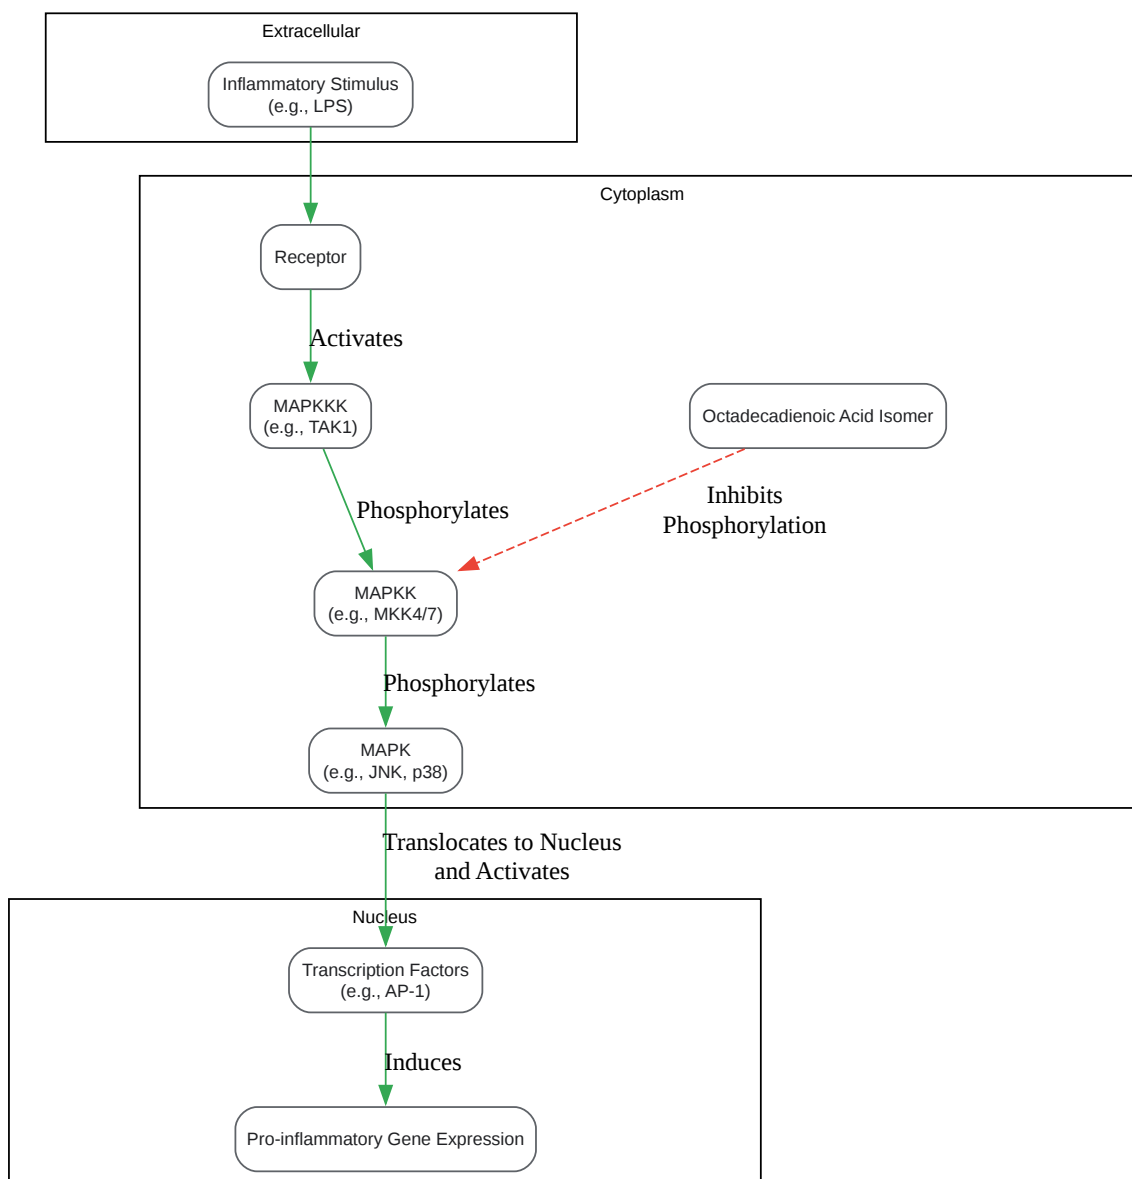 Extracellular
Inflammatory Stimulus
(e.g., LPS)
Cytoplasm
Receptor
Activates
MAPKKK
(e.g., TAK1)
Octadecadienoic Acid Isomer
Phosphorylates
Inhibits
Phosphorylation
MAPKK
(e.g., MKK4/7)
Phosphorylates
MAPK
(e.g., JNK, p38)
Translocates to Nucleus
and Activates
Nucleus
Transcription Factors
(e.g., AP-1)
Induces
Pro-inflammatory Gene Expression